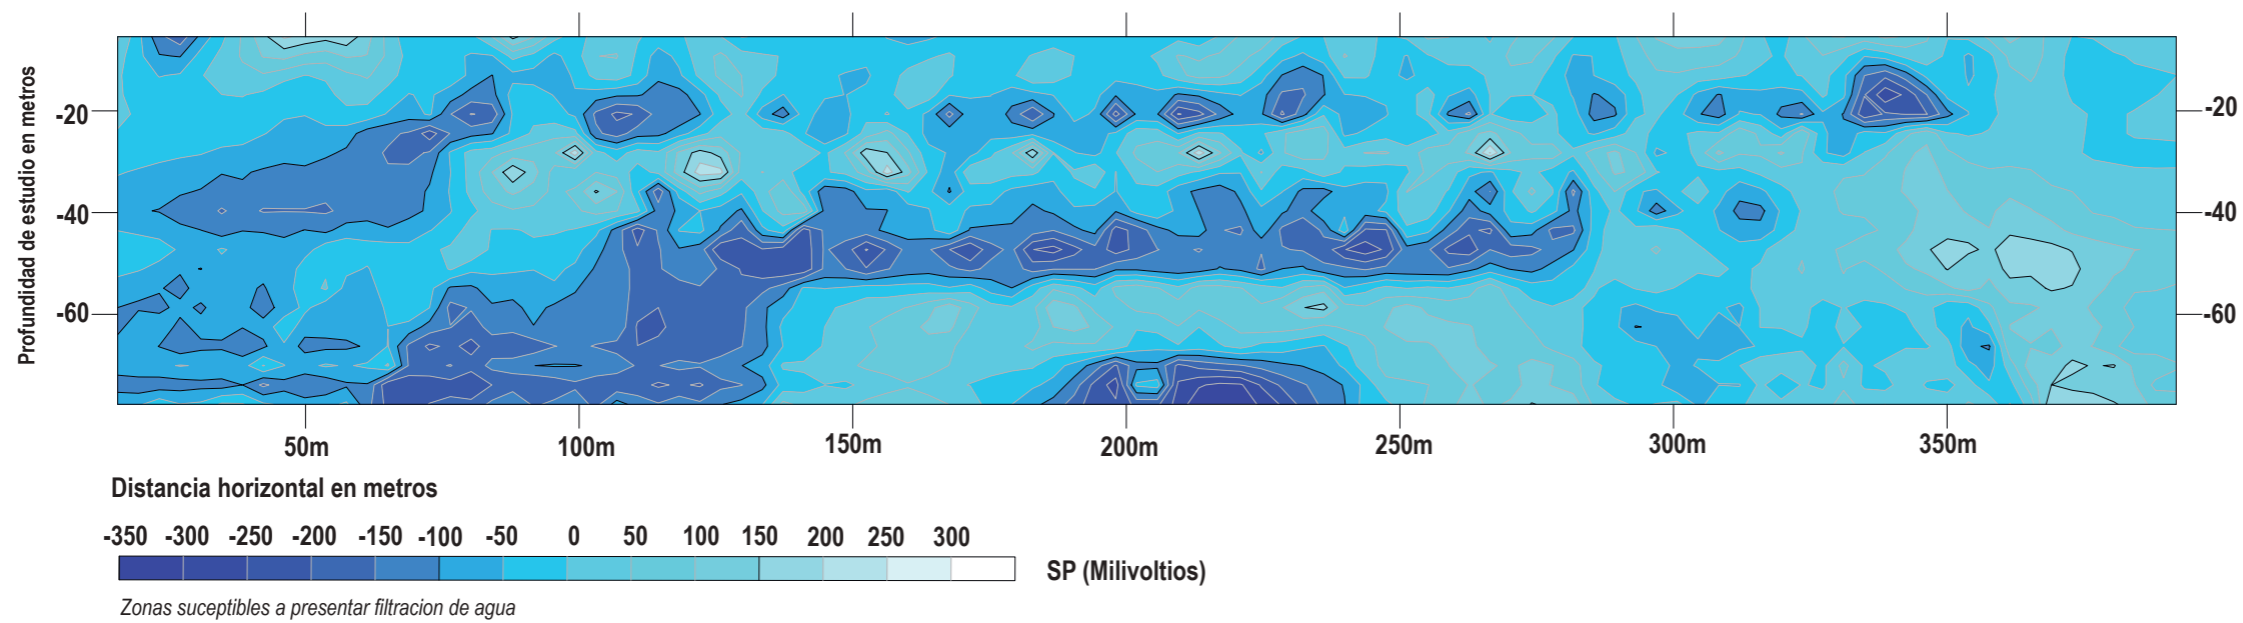 Profundidad de estudio en metros
-20
-40
-60
-20
-40
-60
50m 100m 150m 200m 250m 300m 350m
Distancia horizontal en metros
-350 -300 -250 -200 -150 -100 -50 0 50 100 150 200 250 300
SP (Milivoltios)
Zonas suceptibles a presentar filtracion de agua